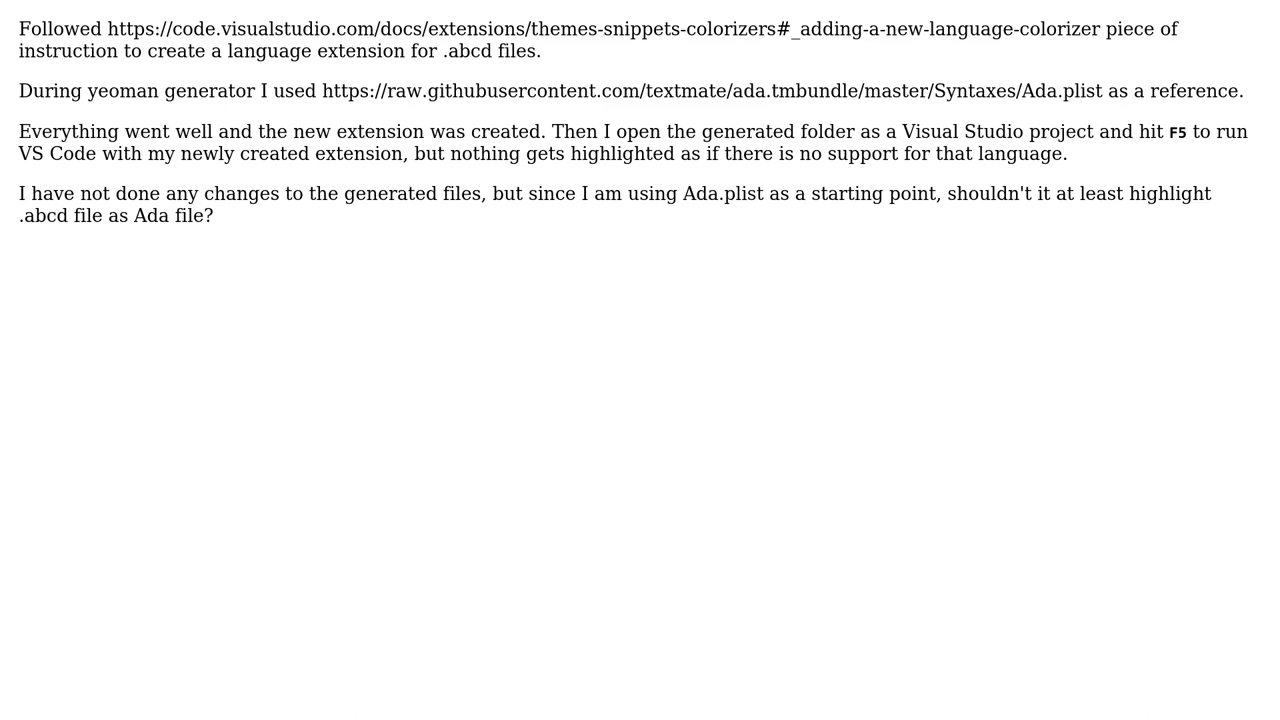 Followed https://code.visualstudio.com/docs/extensions/themes-snippets-colorizers#_adding-a-new-language-colorizer piece of
instruction to create a language extension for .abcd files.
During yeoman generator I used https://raw.githubusercontent.com/textmate/ada.tmbundle/master/Syntaxes/Ada.plist as a reference.
Everything went well and the new extension was created. Then I open the generated folder as a Visual Studio project and hit F5 to run
VS Code with my newly created extension, but nothing gets highlighted as if there is no support for that language.
I have not done any changes to the generated files, but since I am using Ada.plist as a starting point, shouldn't it at least highlight
.abcd file as Ada file?